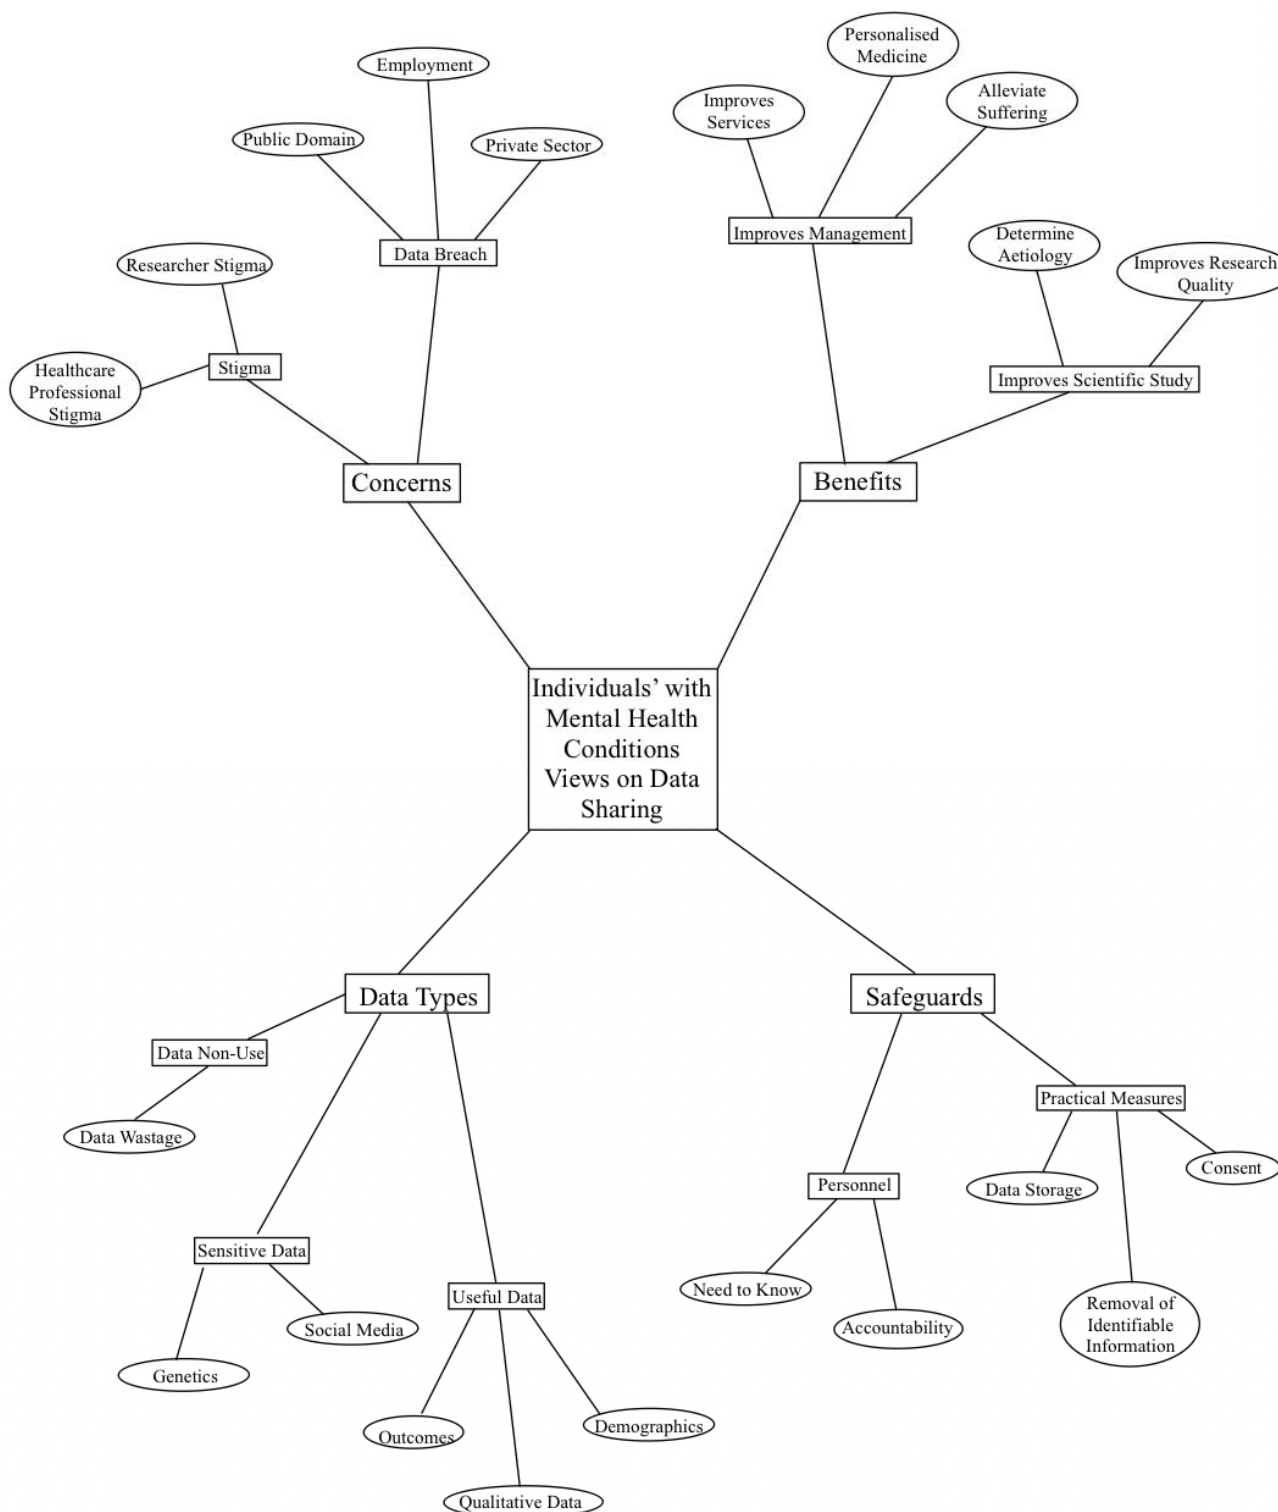 Personalised
Medicine
Employment
Alleviate
Suffering
Improves
Services
Public Domain
Private Sector
Improves Management
Data Breach
Determine
Aetiology
Researcher Stigma
Improves Research
Quality
Stigma
Healthcare
Professional
Stigma
Improves Scientific Study
Concerns
Benefits
Individuals’ with
Mental Health
Conditions
Views on Data
Sharing
Data Types
Safeguards
Data Non-Use
Practical Measures
Data Wastage
Consent
Personnel
Data Storage
Sensitive Data
Need to Know
Useful Data
Removal of
Identifiable
Information
Social Media
Accountability
Genetics
Demographics
Outcomes
Qualitative Data